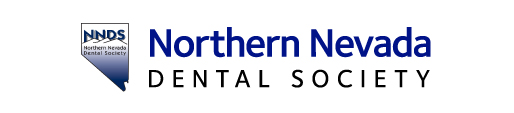 NNDS
Northern Nevada
Dental Society
Northern Nevada
DENTAL SOCIETY